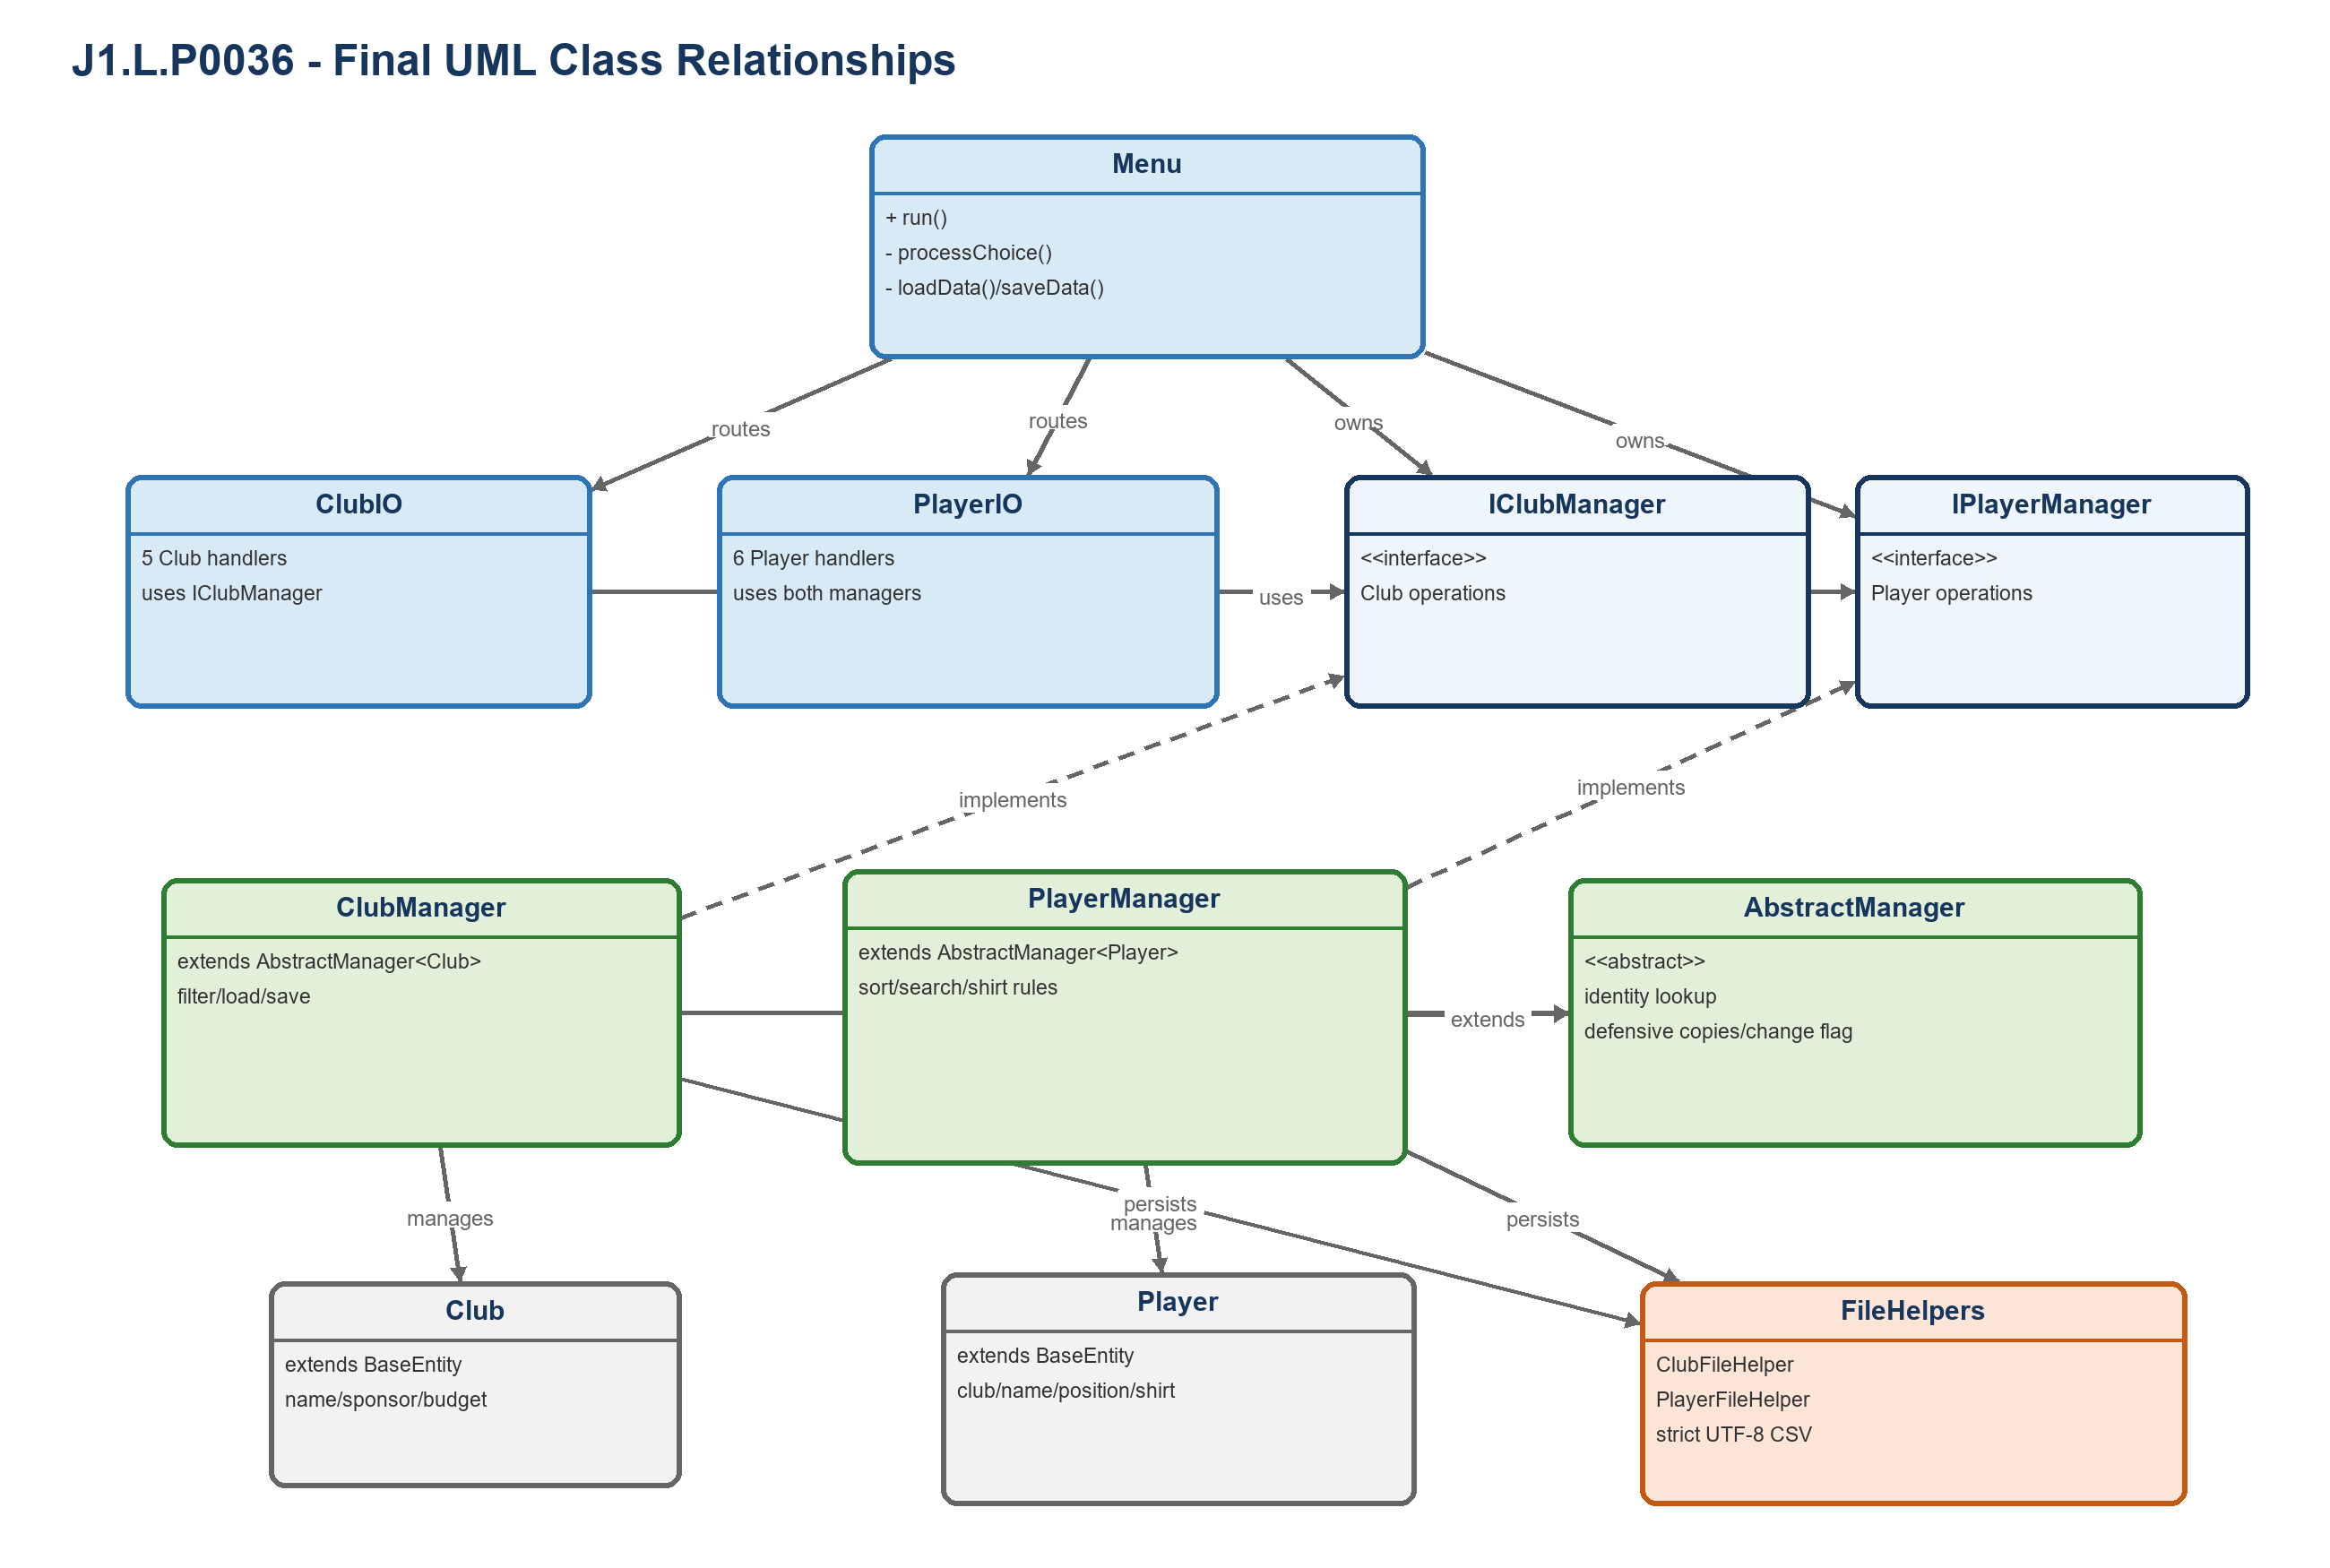 J1.L.P0036 - Final UML Class Relationships
Menu
+ run()
- processChoice()
- loadData()/saveData()
routes
routes
owns
owns
ClubIO
5 Club handlers
uses IClubManager
PlayerIO
6 Player handlers
uses both managers
uses
IClubManager
<<interface>>
Club operations
IPlayerManager
<<interface>>
Player operations
implements
implements
ClubManager
extends AbstractManager<Club>
filter/load/save
PlayerManager
extends AbstractManager<Player>
sort/search/shirt rules
extends
AbstractManager
<<abstract>>
identity lookup
defensive copies/change flag
manages
persists
manages
persists
Club
extends BaseEntity
name/sponsor/budget
Player
extends BaseEntity
club/name/position/shirt
FileHelpers
ClubFileHelper
PlayerFileHelper
strict UTF-8 CSV